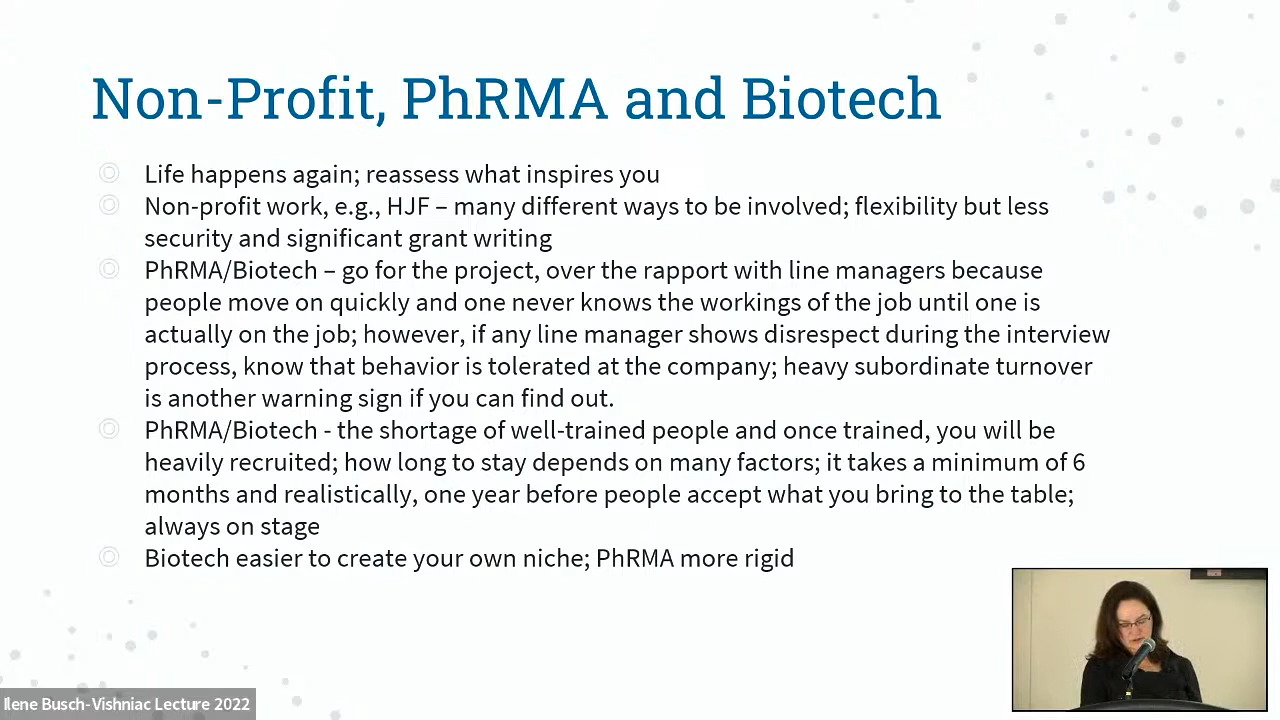 Non-Profit, PhRMA and Biotech
Life happens again; reassess what inspires you
Non-profit work, e.g., HJF – many different ways to be involved; flexibility but less
security and significant grant writing
PhRMA/Biotech – go for the project, over the rapport with line managers because
people move on quickly and one never knows the workings of the job until one is
actually on the job; however, if any line manager shows disrespect during the interview
process, know that behavior is tolerated at the company; heavy subordinate turnover
is another warning sign if you can find out.
PhRMA/Biotech - the shortage of well-trained people and once trained, you will be
heavily recruited; how long to stay depends on many factors; it takes a minimum of 6
months and realistically, one year before people accept what you bring to the table;
always on stage
Biotech easier to create your own niche; PhRMA more rigid
Ilene Busch-Vishniac Lecture 2022